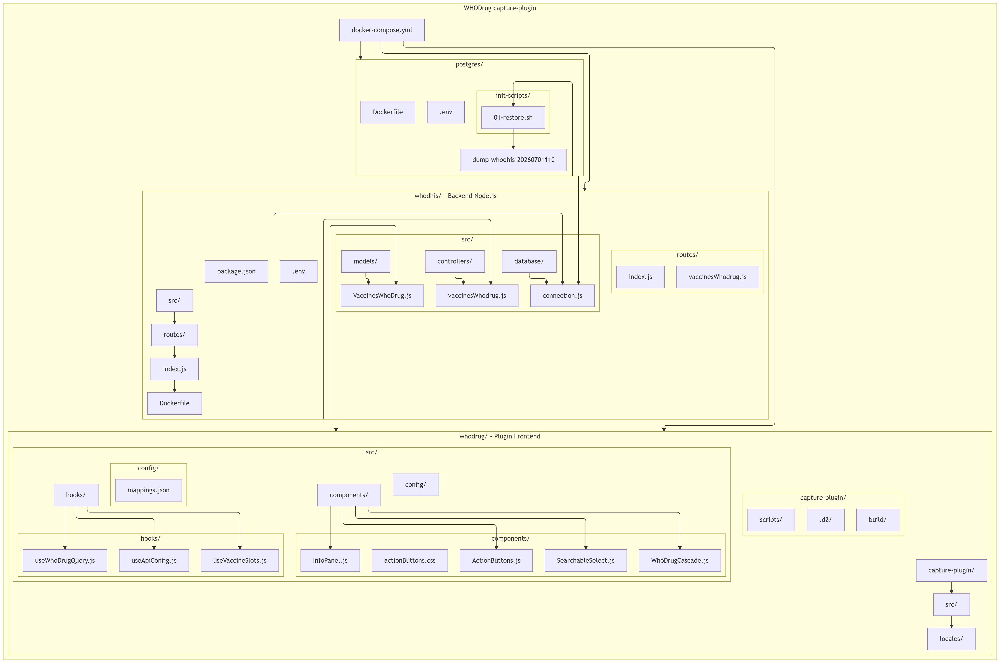 WHODrug capture-plugin
docker-compose.yml
postgres/
init-scripts/
Dockerfile
.env
01-restore.sh
dump-whodhis-20260701110
whodhis/ - Backend Node.js
src/
routes/
models/
controllers/
database/
package.json
.env
index.js
vaccinesWhodrug.js
VaccinesWhoDrug.js
vaccinesWhodrug.js
connection.js
src/
routes/
index.js
Dockerfile
whodrug/ - Plugin Frontend
src/
config/
mappings.json
hooks/
components/
config/
capture-plugin/
scripts/
.d2/
build/
hooks/
components/
useWhoDrugQuery.js
useApiConfig.js
useVaccineSlots.js
InfoPanel.js
actionButtons.css
ActionButtons.js
SearchableSelect.js
WhoDrugCascade.js
capture-plugin/
src/
locales/